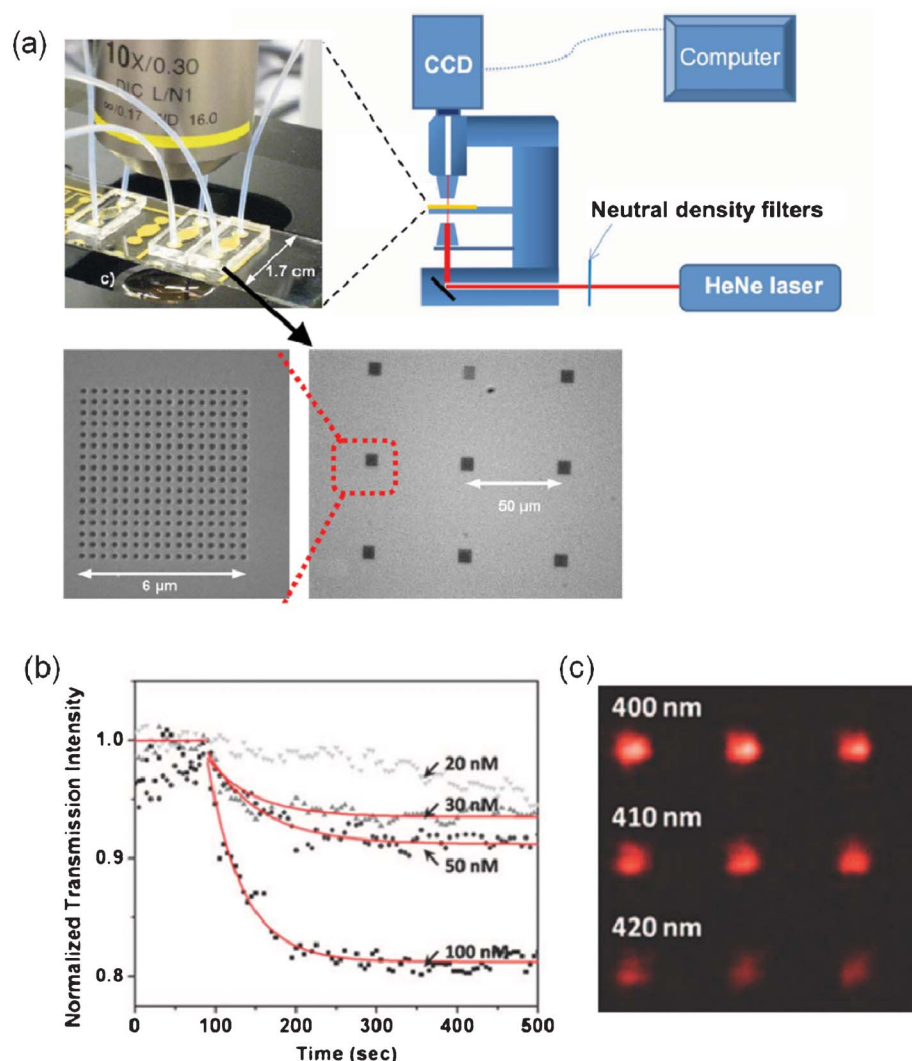 (a)
10X/0.30
DIC L/N1
∞/0.17 WD 16.0
c)
1.7 cm
CCD
Computer
Neutral density filters
HeNe laser
6 µm
50 µm
(b)
Normalized Transmission Intensity
1.0
0.9
0.8
20 nM
30 nM
50 nM
100 nM
0 100 200 300 400 500
Time (sec)
(c)
400 nm
410 nm
420 nm